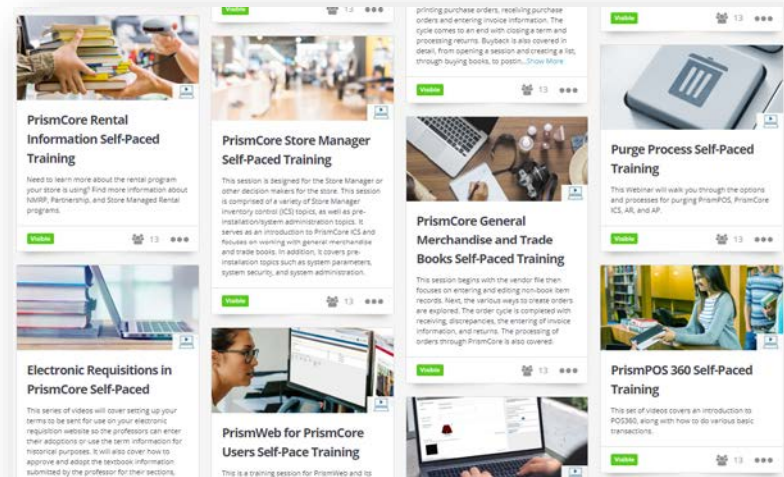 PrismCore Rental
Information Self-Paced
Training
Need to learn more about the rental program
your store is using? Find more information about
NMRP, Partnership, and Store Managed Rental
programs.
Visible
13
Electronic Requisitions in
PrismCore Self-Paced
This series of videos will cover setting up your
terms to be sent for use on your electronic
requisition website so the professors can enter
their adoptions or use the term information for
historical purposes. It will also cover how to
approve and adopt the textbook information
submitted by the professor for their sections,
Visible
13
PrismCore Store Manager
Self-Paced Training
This session is designed for the Store Manager or
other decision makers for the store. This session
is comprised of a variety of Store Manager
inventory control (ICS) topics, as well as pre-
installation/system administration topics. It
serves as an introduction to PrismCore ICS and
focuses on working with general merchandise
and trade books. In addition, it covers pre-
installation topics such as system parameters,
system security, and system administration.
Visible
13
PrismWeb for PrismCore
Users Self-Pace Training
This is a training session for PrismWeb and its
printing purchase orders, receiving purchase
orders and entering invoice information. The
cycle comes to an end with closing a term and
processing returns. Buyback is also covered in
detail, from opening a session and creating a list,
through buying books, to postin...Show More
Visible
13
PrismCore General
Merchandise and Trade
Books Self-Paced Training
This session begins with the vendor file then
focuses on entering and editing non-book item
records. Next, the various ways to create orders
are explored. The order cycle is completed with
receiving, discrepancies, the entering of invoice
information, and returns. The processing of
orders through PrismCore is also covered.
Visible
13
Visible
13
Purge Process Self-Paced
Training
This Webinar will walk you through the options
and processes for purging PrismPOS, PrismCore
ICS, AR, and AP.
Visible
13
PrismPOS 360 Self-Paced
Training
This set of videos covers an introduction to
POS360, along with how to do various basic
transactions.
Visible
13